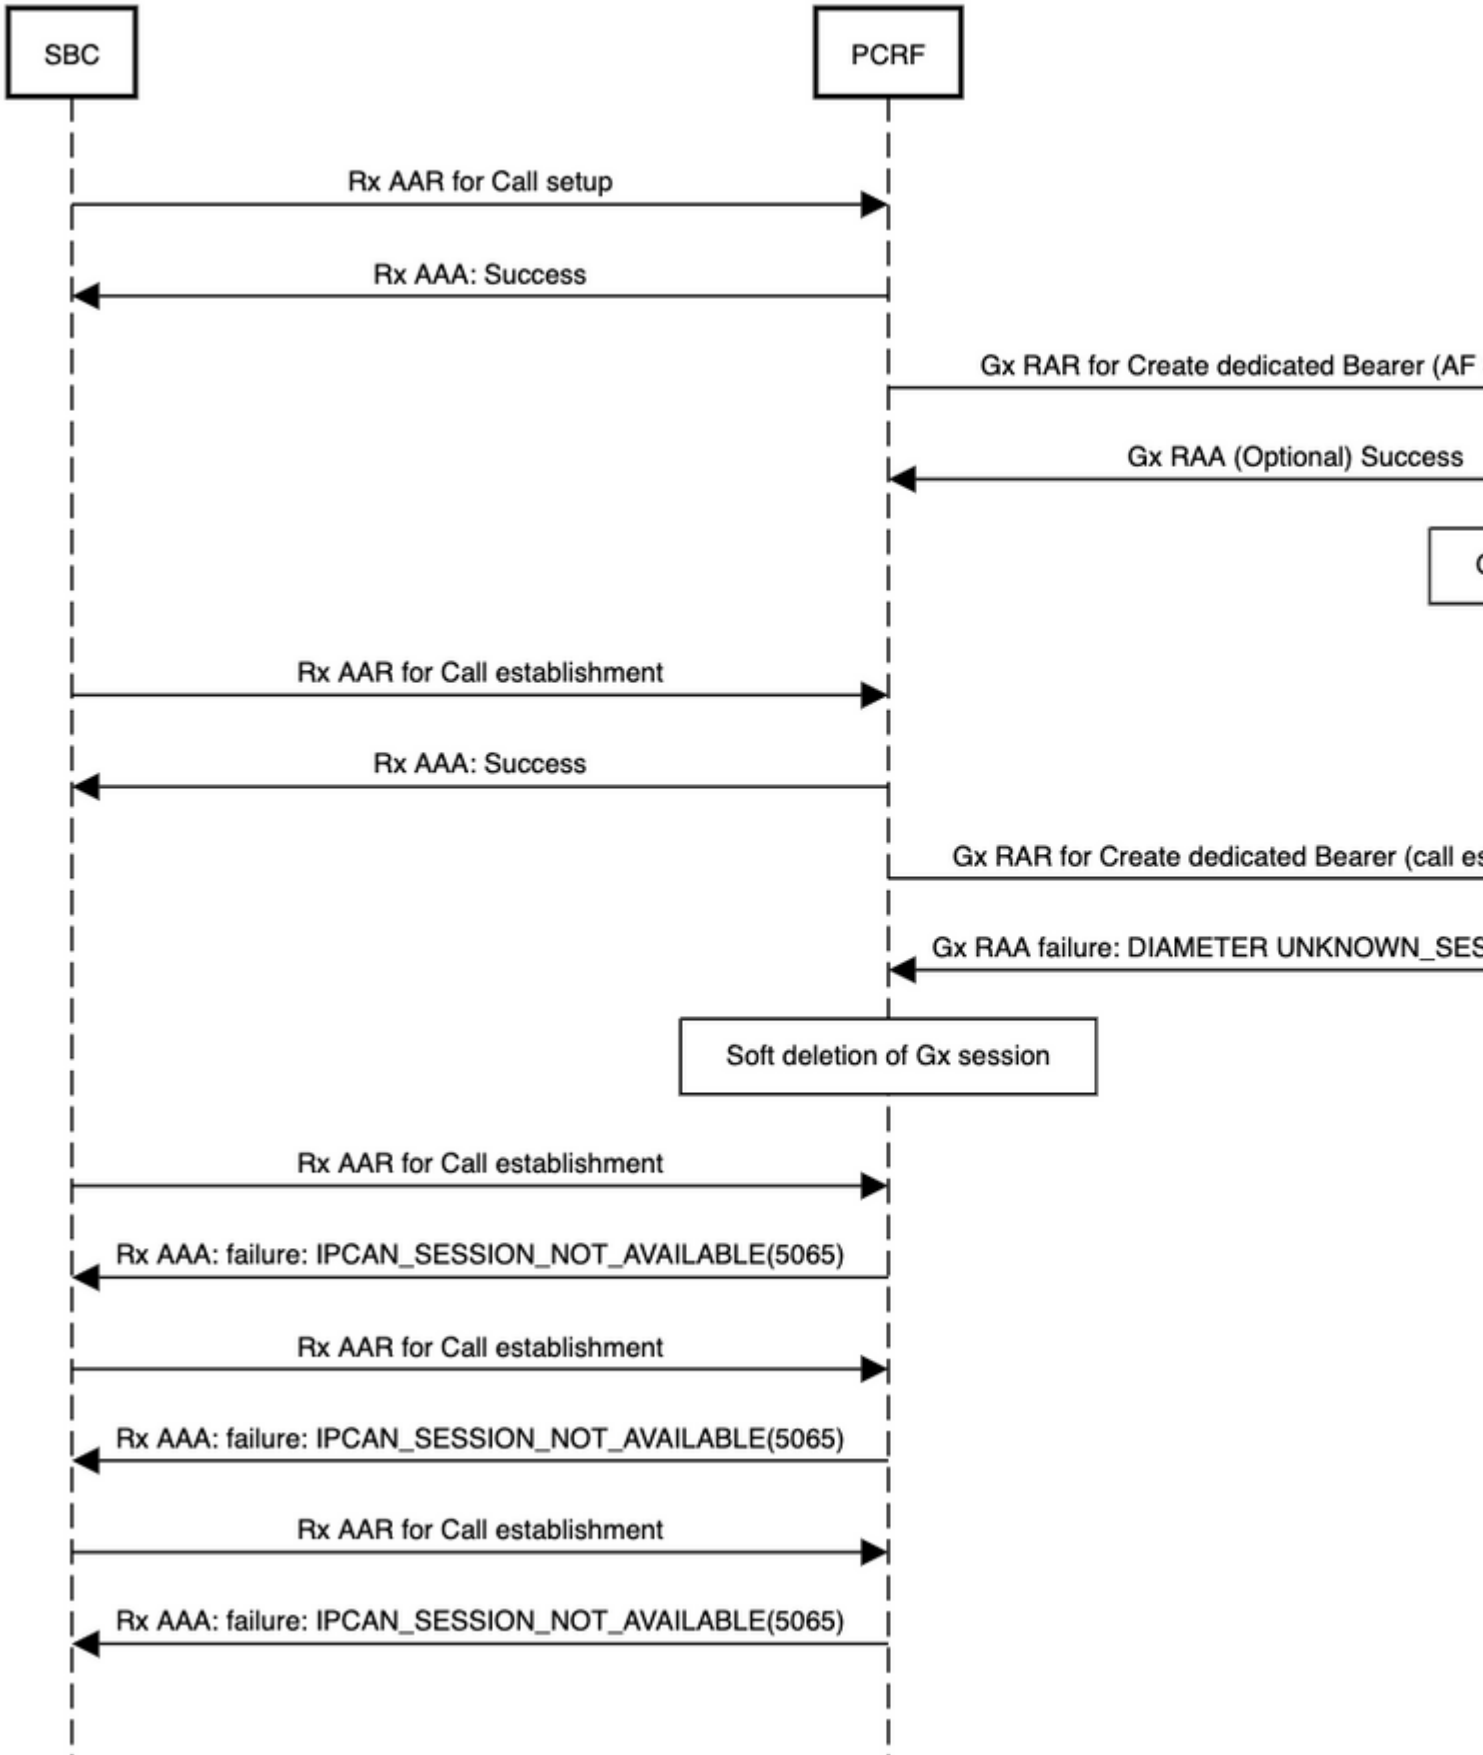 SBC
PCRF
Rx AAR for Call setup
Rx AAA: Success
Gx RAR for Create dedicated Bearer (AF
Gx RAA (Optional) Success
Rx AAR for Call establishment
Rx AAA: Success
Gx RAR for Create dedicated Bearer (call
Gx RAA failure: DIAMETER UNKNOWN_SES
Soft deletion of Gx session
Rx AAR for Call establishment
Rx AAA: failure: IPCAN_SESSION_NOT_AVAILABLE(5065)
Rx AAR for Call establishment
Rx AAA: failure: IPCAN_SESSION_NOT_AVAILABLE(5065)
Rx AAR for Call establishment
Rx AAA: failure: IPCAN_SESSION_NOT_AVAILABLE(5065)